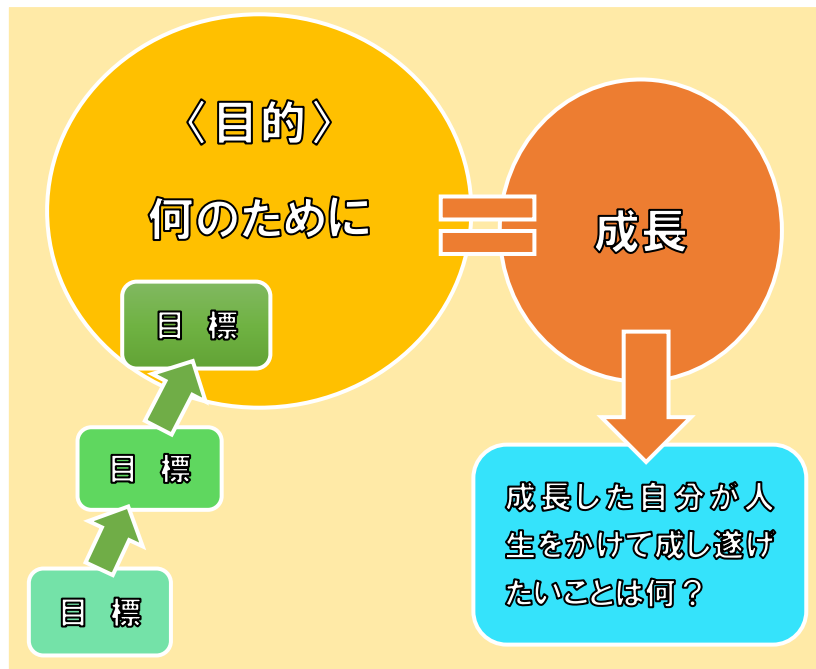 〈目的〉
何のために
成長
目 標
目 標
目 標
成長した自分が人
生をかけて成し遂げ
たいことは何？